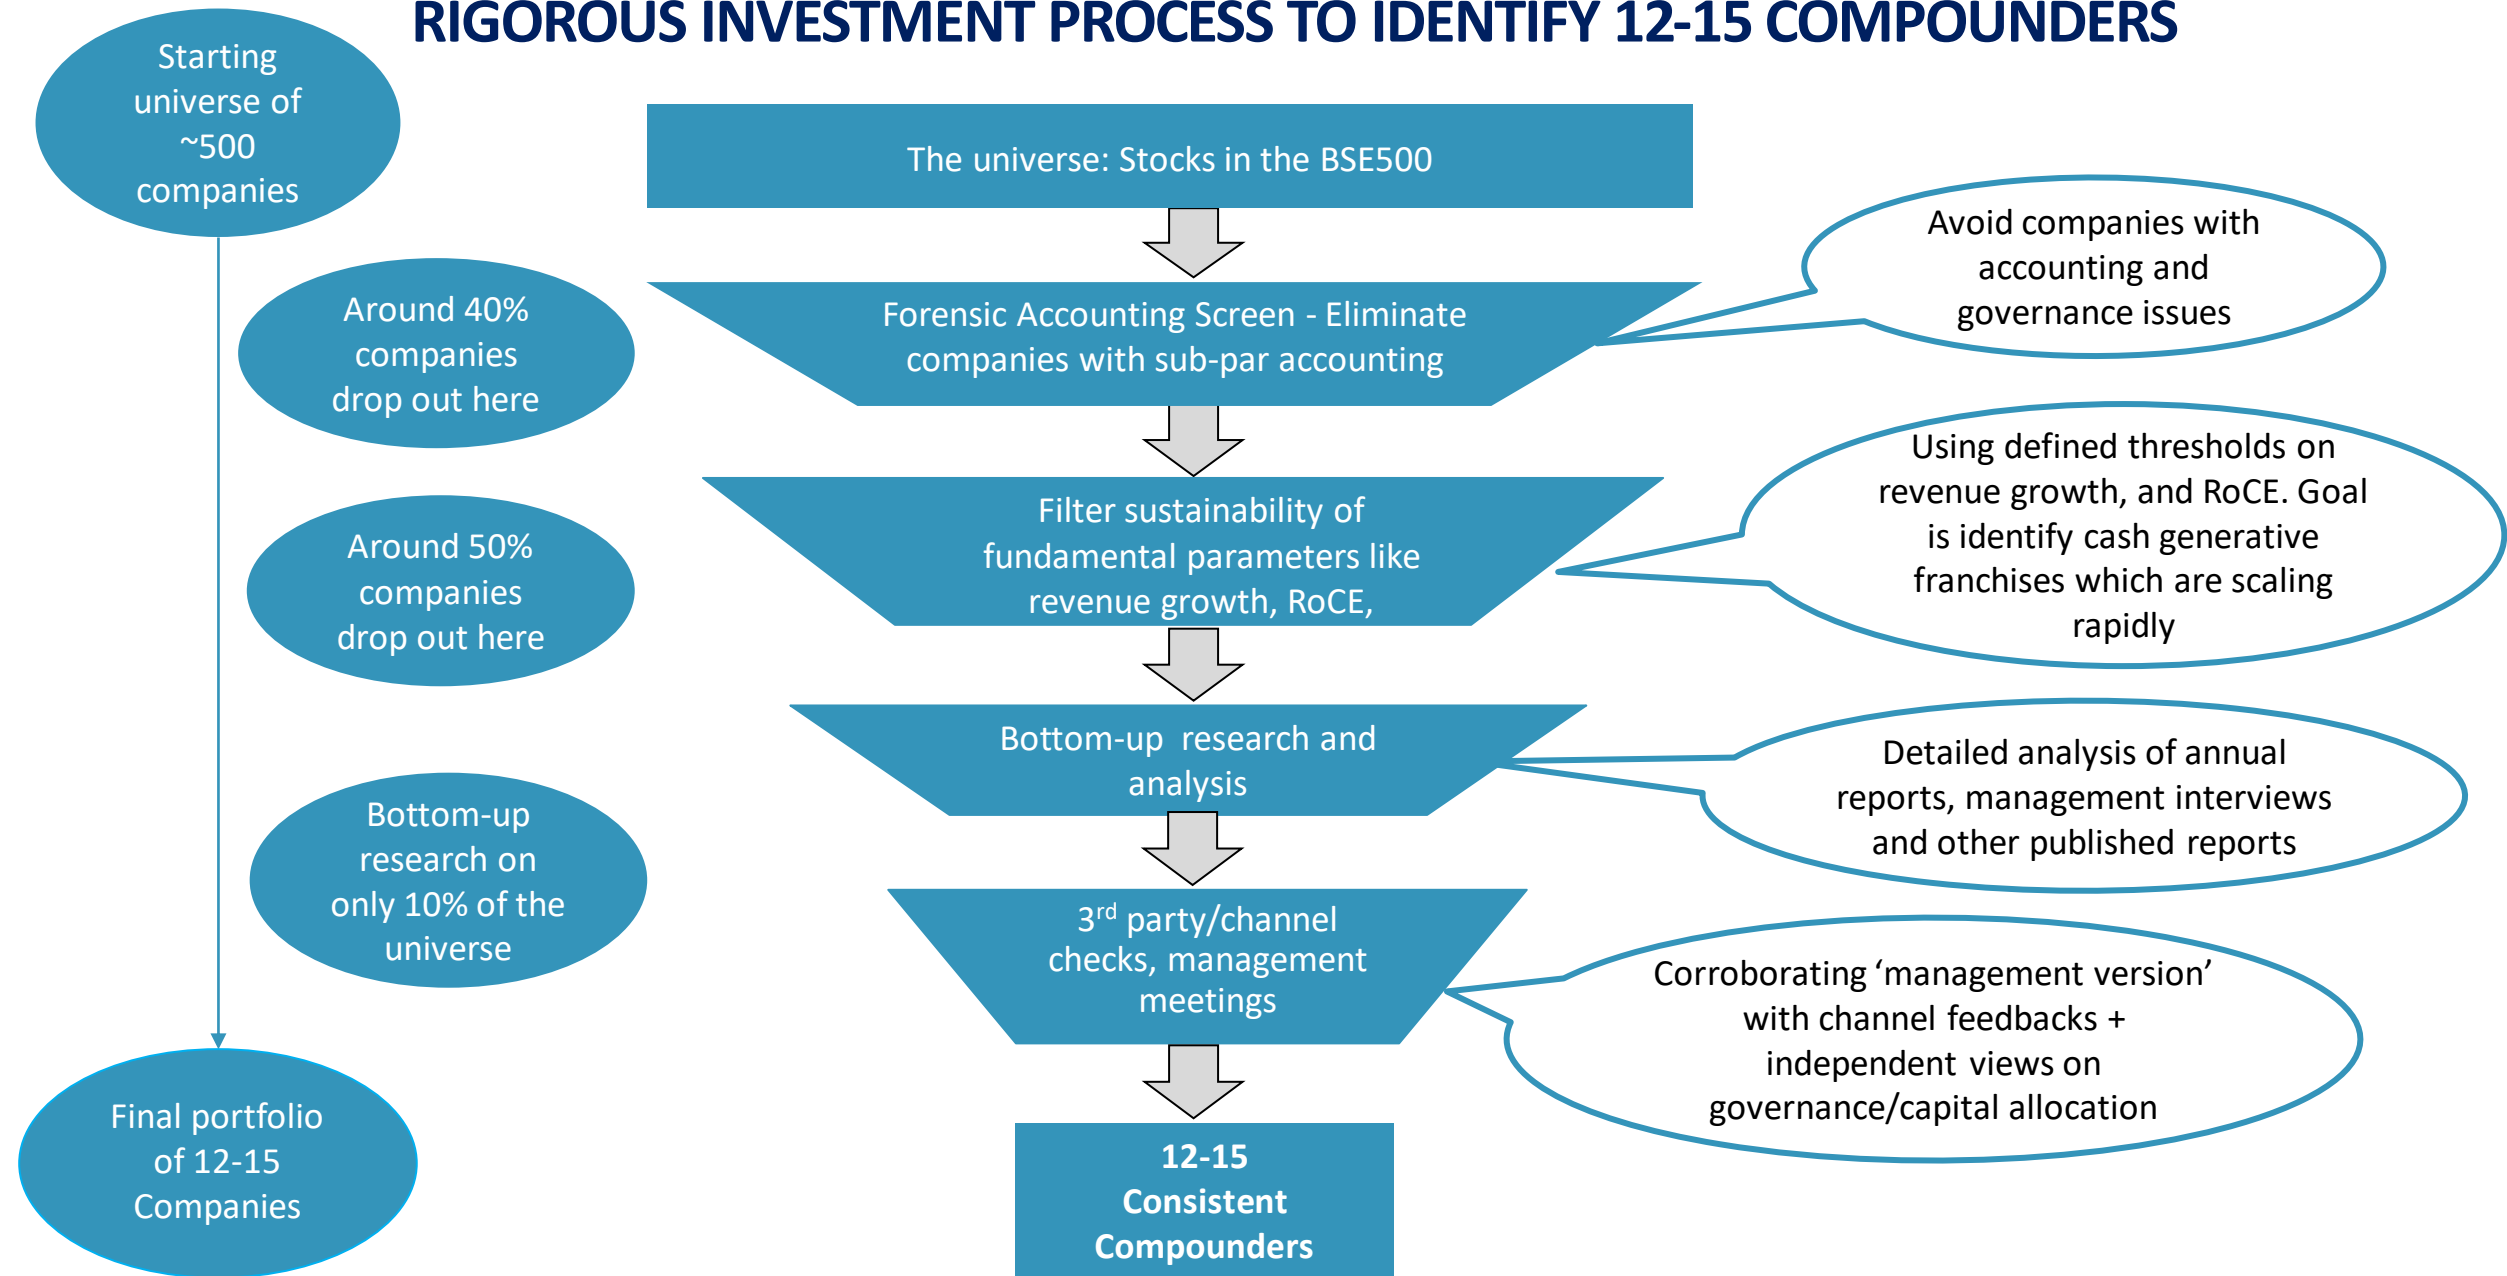 RIGOROUS INVESTMENT PROCESS TO IDENTIFY 12-15 COMPOUNDERS
Starting
universe of
~500
companies
The universe: Stocks in the BSE500
Avoid companies with
accounting and
governance issues
Around 40%
companies
drop out here
Forensic Accounting Screen - Eliminate
companies with sub-par accounting
Using defined thresholds on
revenue growth, and RoCE. Goal
is identify cash generative
franchises which are scaling
rapidly
Around 50%
companies
drop out here
Filter sustainability of
fundamental parameters like
revenue growth, RoCE,
Bottom-up research and
analysis
Detailed analysis of annual
reports, management interviews
and other published reports
Bottom-up
research on
only 10% of the
universe
3rd party/channel
checks, management
meetings
Corroborating ‘management version’
with channel feedbacks +
independent views on
governance/capital allocation
Final portfolio
of 12-15
Companies
12-15
Consistent
Compounders